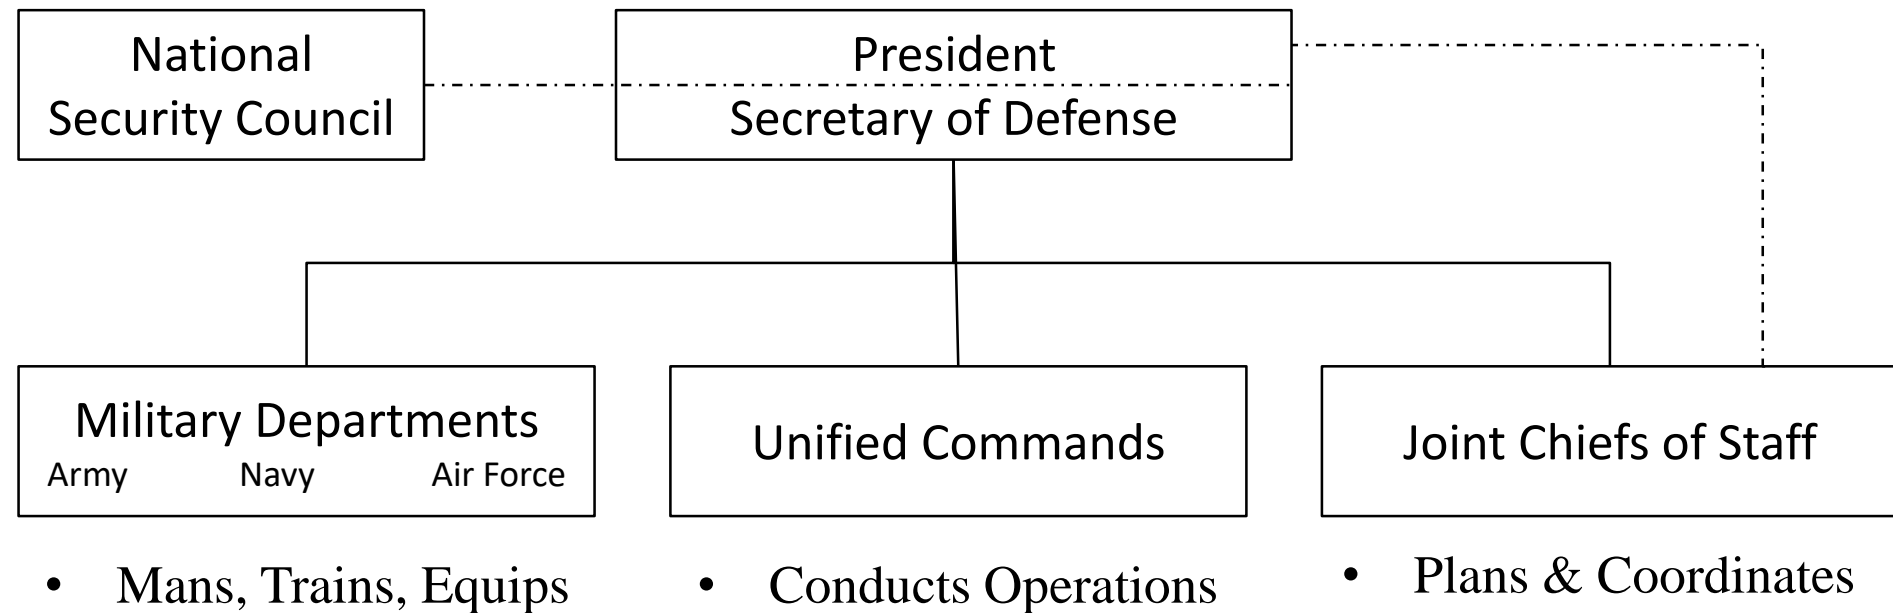 National
Security Council
President
Secretary of Defense
Military Departments
Army Navy Air Force
Unified Commands
Joint Chiefs of Staff
• Mans, Trains, Equips
• Conducts Operations
• Plans & Coordinates